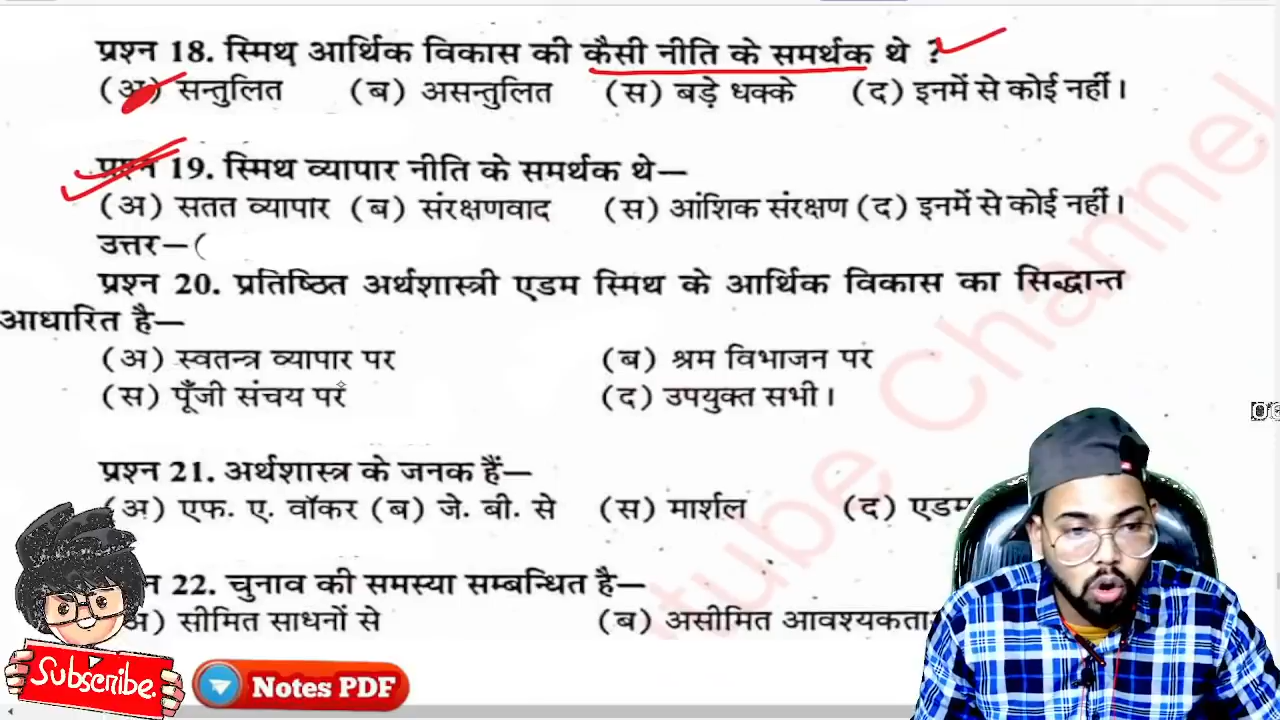 प्रश्न 18. स्मिथ् आर्थिक विकास की कैसी नीति के समर्थक थे ?
(अ) सन्तुलित (ब) असन्तुलित (स) बड़े धक्के (द) इनमें से कोई नहीं।
प्रश्न 19. स्मिथ व्यापार नीति के समर्थक थे—
(अ) सतत व्यापार (ब) संरक्षणवाद (स) आंशिक संरक्षण (द) इनमें से कोई नहीं।
उत्तर—(
प्रश्न 20. प्रतिष्ठित अर्थशास्त्री एडम स्मिथ के आर्थिक विकास का सिद्धान्त
आधारित है—
(अ) स्वतन्त्र व्यापार पर (ब) श्रम विभाजन पर
(स) पूँजी संचय पर (द) उपयुक्त सभी।
प्रश्न 21. अर्थशास्त्र के जनक हैं—
(अ) एफ. ए. वॉकर (ब) जे. बी. से (स) मार्शल (द) एडम
न 22. चुनाव की समस्या सम्बन्धित है—
अ) सीमित साधनों से (ब) असीमित आवश्यकता
tube Channel
Subscribe.
Notes PDF